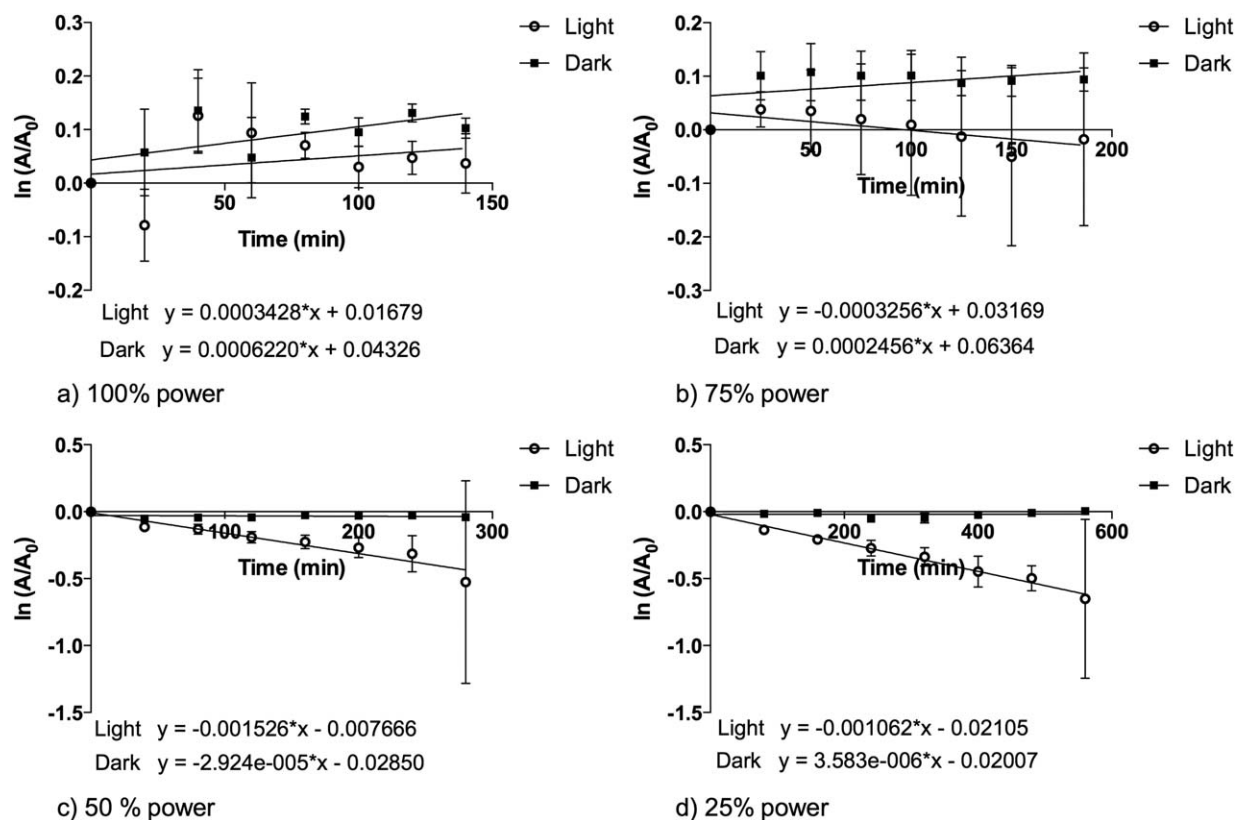 Light
Dark
0.3
0.2
0.1
0.0
-0.1
-0.2
ln (A/A0)
50
100
150
Time (min)
Light y = 0.0003428*x + 0.01679
Dark y = 0.0006220*x + 0.04326
a) 100% power
Light
Dark
0.2
0.1
0.0
-0.1
-0.2
-0.3
ln (A/A0)
50
100
150
200
Time (min)
Light y = -0.0003256*x + 0.03169
Dark y = 0.0002456*x + 0.06364
b) 75% power
Light
Dark
0.5
0.0
-0.5
-1.0
-1.5
ln (A/A0)
100
200
300
Time (min)
Light y = -0.001526*x - 0.007666
Dark y = -2.924e-005*x - 0.02850
c) 50 % power
Light
Dark
0.5
0.0
-0.5
-1.0
-1.5
ln (A/A0)
200
400
600
Time (min)
Light y = -0.001062*x - 0.02105
Dark y = 3.583e-006*x - 0.02007
d) 25% power